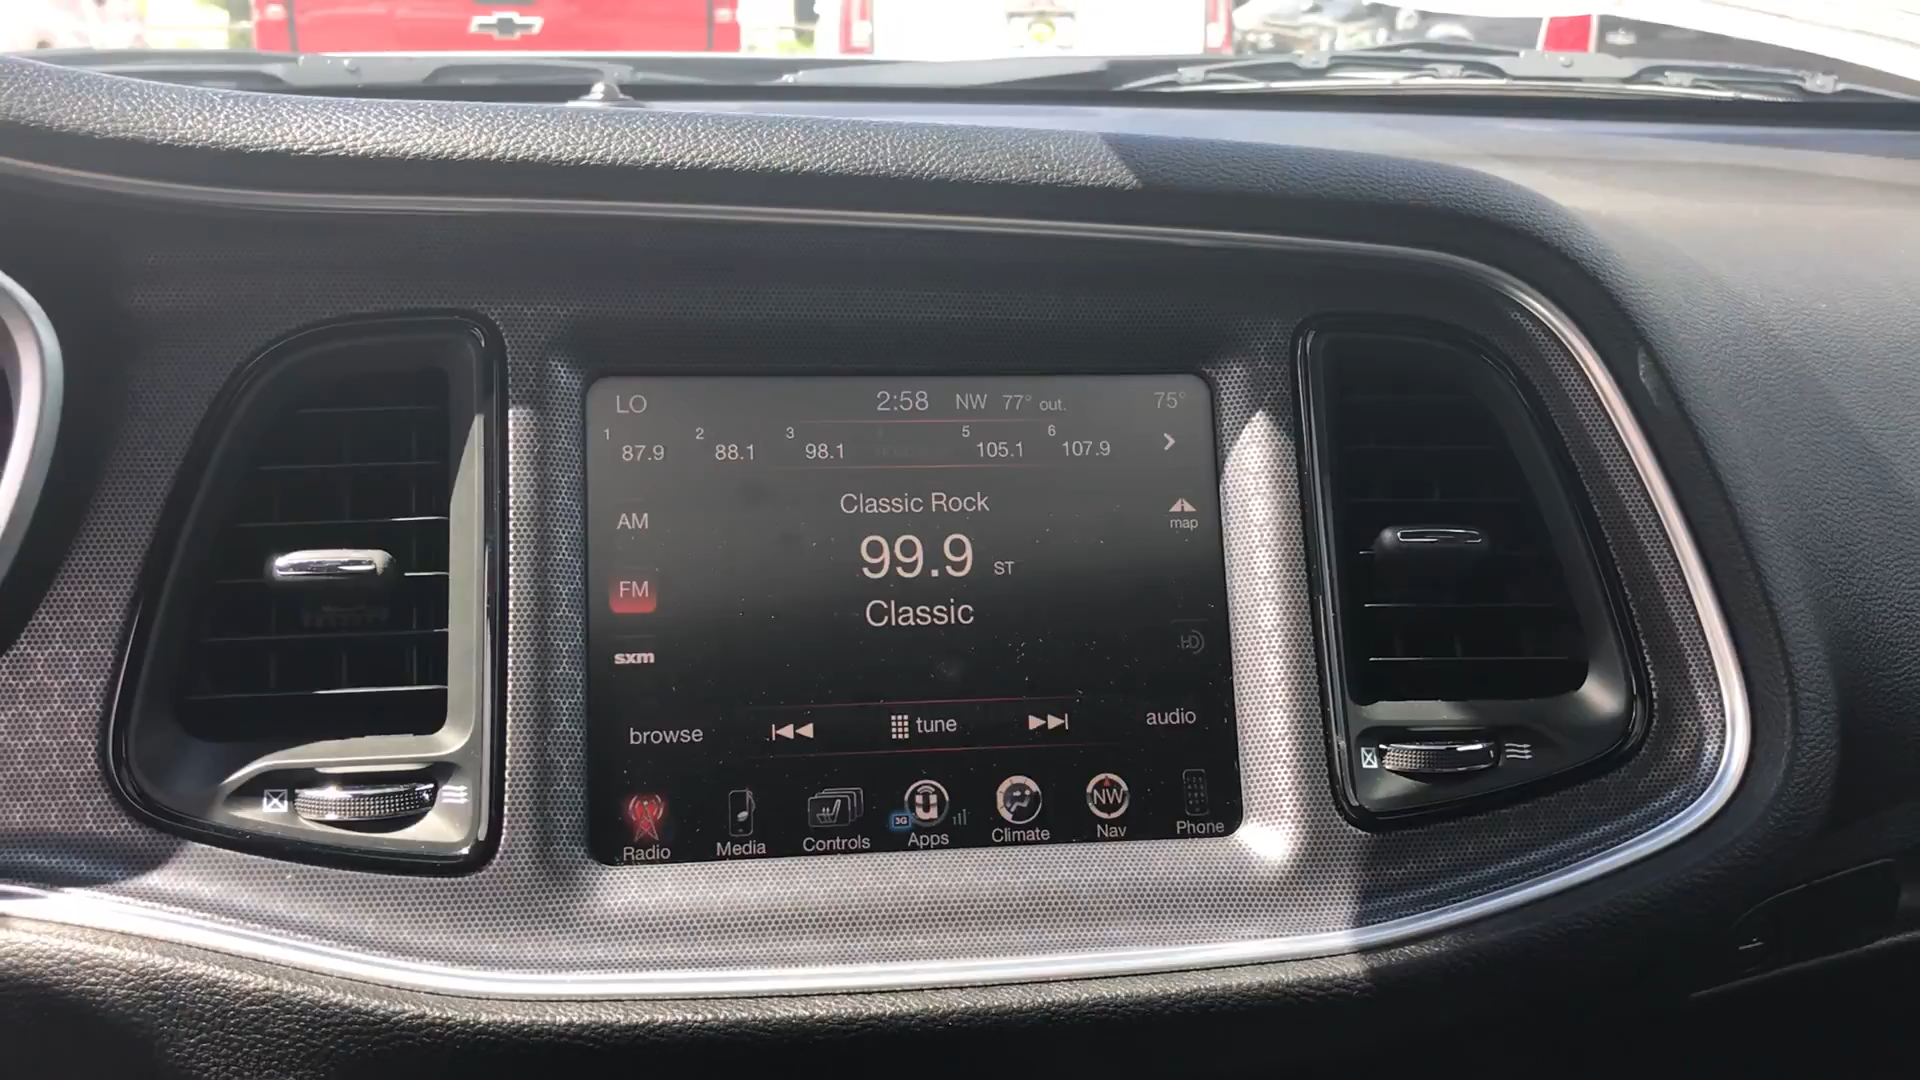 LO 2:58 NW 77° out. 75°
1 87.9 2 88.1 3 98.1 5 105.1 6 107.9
Classic Rock
AM
map
99.9 ST
FM
Classic
HD
sxm
browse tune audio
3G NW
Radio Media Controls Apps Climate Nav Phone